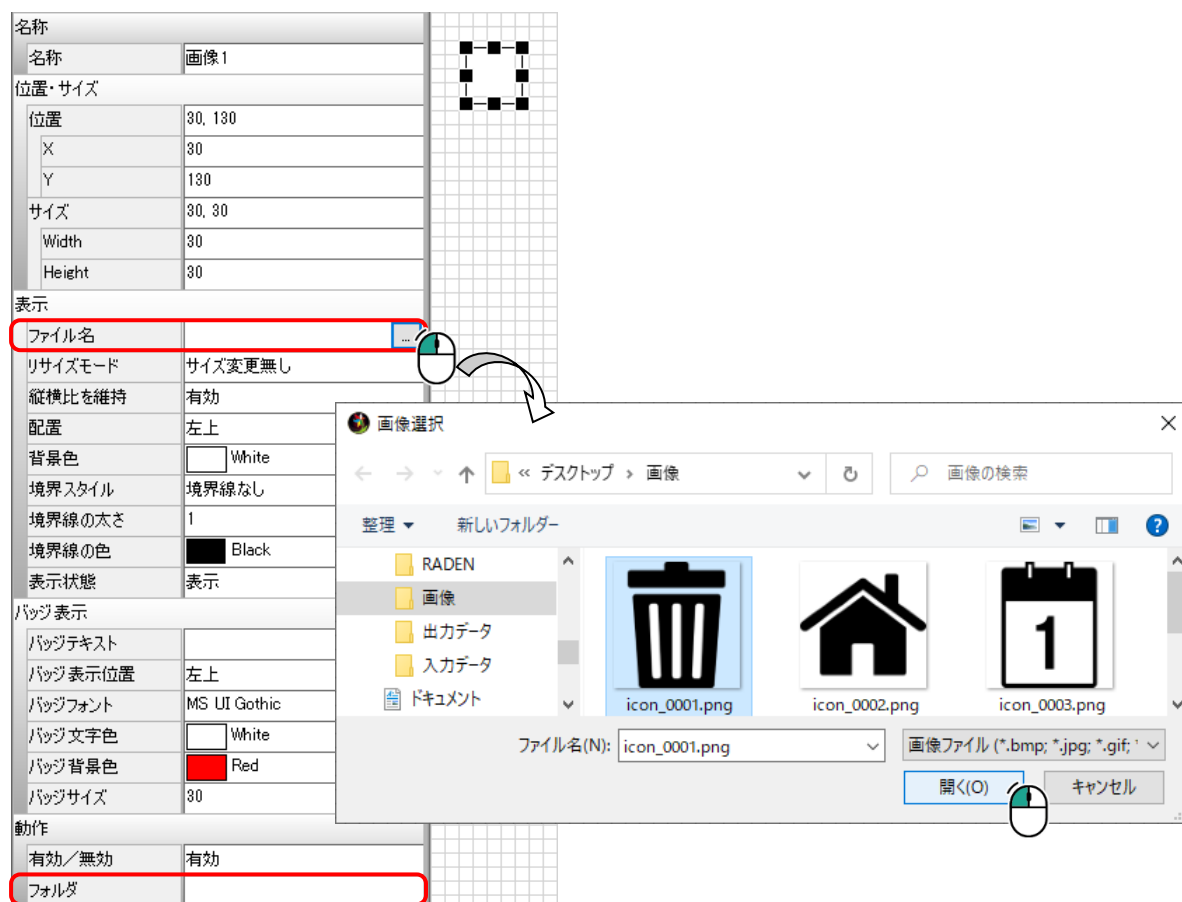 名称
名称 画像1
位置・サイズ
位置 30, 130
X 30
Y 130
サイズ 30, 30
Width 30
Height 30
表示
ファイル名 ...
リサイズモード サイズ変更無し
縦横比を維持 有効
配置 左上
背景色 White
境界スタイル 境界線なし
境界線の太さ 1
境界線の色 Black
表示状態 表示
バッジ表示
バッジテキスト
バッジ表示位置 左上
バッジフォント MS UI Gothic
バッジ文字色 White
バッジ背景色 Red
バッジサイズ 30
動作
有効／無効 有効
フォルダ
画像選択
« デスクトップ › 画像
画像の検索
整理 新しいフォルダー
RADEN
画像
出力データ
入力データ
ドキュメント
1
icon_0001.png icon_0002.png icon_0003.png
ファイル名(N): icon_0001.png 画像ファイル (*.bmp; *.jpg; *.gif; *
開く(O) キャンセル